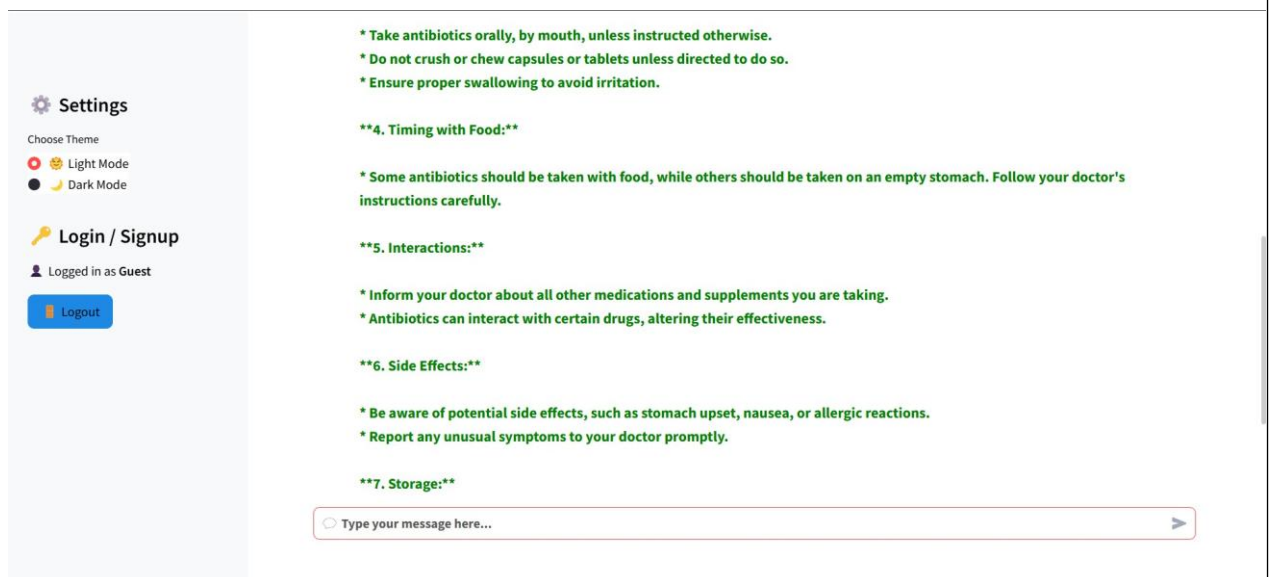 ⚙️ Settings
Choose Theme
🌞 Light Mode
🌙 Dark Mode
🔑 Login / Signup
👤 Logged in as Guest
🚪 Logout
* Take antibiotics orally, by mouth, unless instructed otherwise.
* Do not crush or chew capsules or tablets unless directed to do so.
* Ensure proper swallowing to avoid irritation.
**4. Timing with Food:**
* Some antibiotics should be taken with food, while others should be taken on an empty stomach. Follow your doctor's
instructions carefully.
**5. Interactions:**
* Inform your doctor about all other medications and supplements you are taking.
* Antibiotics can interact with certain drugs, altering their effectiveness.
**6. Side Effects:**
* Be aware of potential side effects, such as stomach upset, nausea, or allergic reactions.
* Report any unusual symptoms to your doctor promptly.
**7. Storage:**
💬 Type your message here...